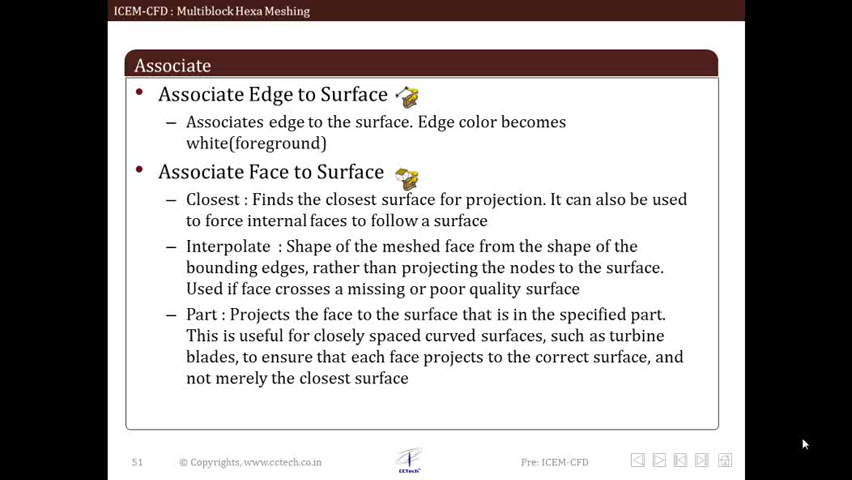 ICEM-CFD : Multiblock Hexa Meshing
Associate
• Associate Edge to Surface
– Associates edge to the surface. Edge color becomes
white(foreground)
• Associate Face to Surface
– Closest : Finds the closest surface for projection. It can also be used
to force internal faces to follow a surface
– Interpolate : Shape of the meshed face from the shape of the
bounding edges, rather than projecting the nodes to the surface.
Used if face crosses a missing or poor quality surface
– Part : Projects the face to the surface that is in the specified part.
This is useful for closely spaced curved surfaces, such as turbine
blades, to ensure that each face projects to the correct surface, and
not merely the closest surface
51 © Copyrights, www.cctech.co.in CCTech Pre: ICEM-CFD